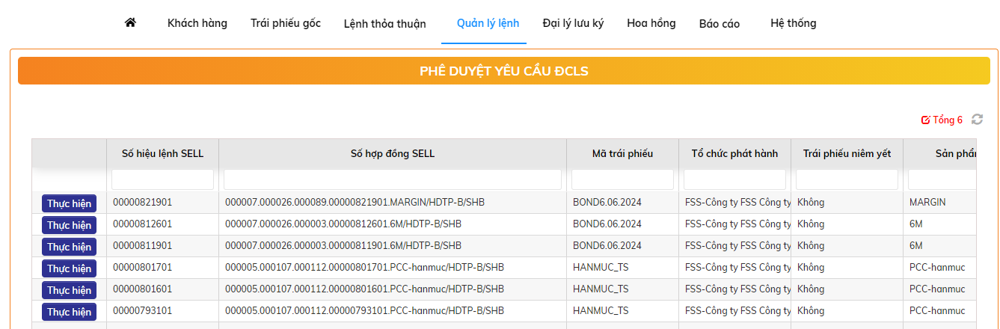 Khách hàng Trái phiếu gốc Lệnh thỏa thuận Quản lý lệnh Đại lý lưu ký Hoa hồng Báo cáo Hệ thống
PHÊ DUYỆT YÊU CẦU ĐCLS
Tổng 6
Số hiệu lệnh SELL Số hợp đồng SELL Mã trái phiếu Tổ chức phát hành Trái phiếu niêm yết Sản phẩm
Thực hiện 00000821901 000007.000026.000089.00000821901.MARGIN/HDTP-B/SHB BOND6.06.2024 FSS-Công ty FSS Công ty Không MARGIN
Thực hiện 00000812601 000007.000026.000003.00000812601.6M/HDTP-B/SHB BOND6.06.2024 FSS-Công ty FSS Công ty Không 6M
Thực hiện 00000811901 000007.000026.000003.00000811901.6M/HDTP-B/SHB BOND6.06.2024 FSS-Công ty FSS Công ty Không 6M
Thực hiện 00000801701 000005.000107.000112.00000801701.PCC-hanmuc/HDTP-B/SHB HANMUC_TS FSS-Công ty FSS Công ty Không PCC-hanmuc
Thực hiện 00000801601 000005.000107.000112.00000801601.PCC-hanmuc/HDTP-B/SHB HANMUC_TS FSS-Công ty FSS Công ty Không PCC-hanmuc
Thực hiện 00000793101 000005.000107.000112.00000793101.PCC-hanmuc/HDTP-B/SHB HANMUC_TS FSS-Công ty FSS Công ty Không PCC-hanmuc